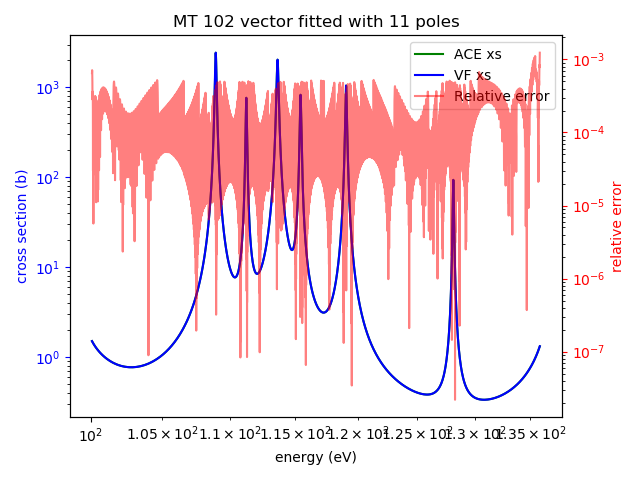 MT 102 vector fitted with 11 poles
ACE xs
VF xs
Relative error
cross section (b)
10³
10²
10¹
10⁰
10⁻³
10⁻⁴
10⁻⁵
10⁻⁶
10⁻⁷
relative error
10² 1.05 × 10² 1.1 × 10² 1.15 × 10² 1.2 × 10² 1.25 × 10² 1.3 × 10² 1.35 × 10²
energy (eV)